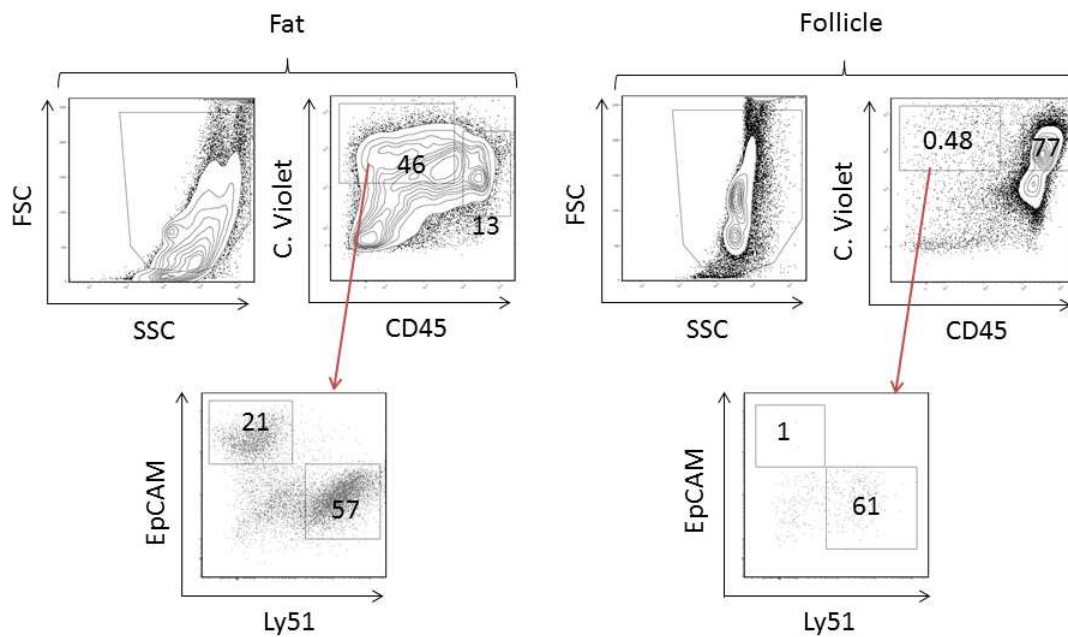 Fat
Follicle
FSC
SSC
C. Violet
46
13
CD45
FSC
SSC
C. Violet
0.48
77
CD45
EpCAM
21
57
Ly51
EpCAM
1
61
Ly51